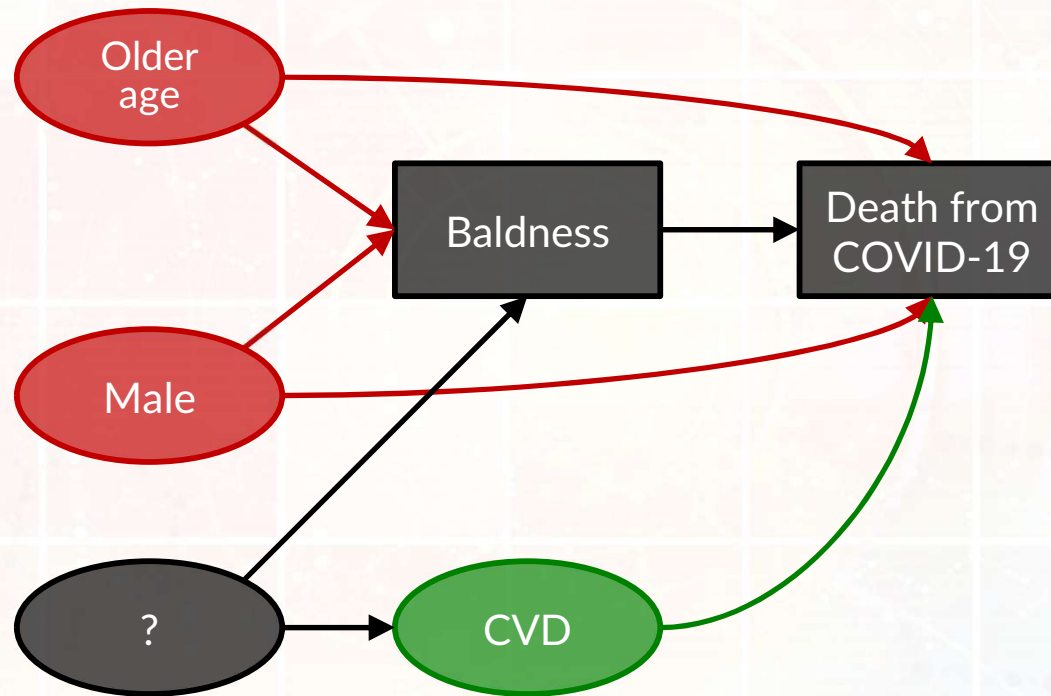 Older
age
Baldness
Death from
COVID-19
Male
?
CVD